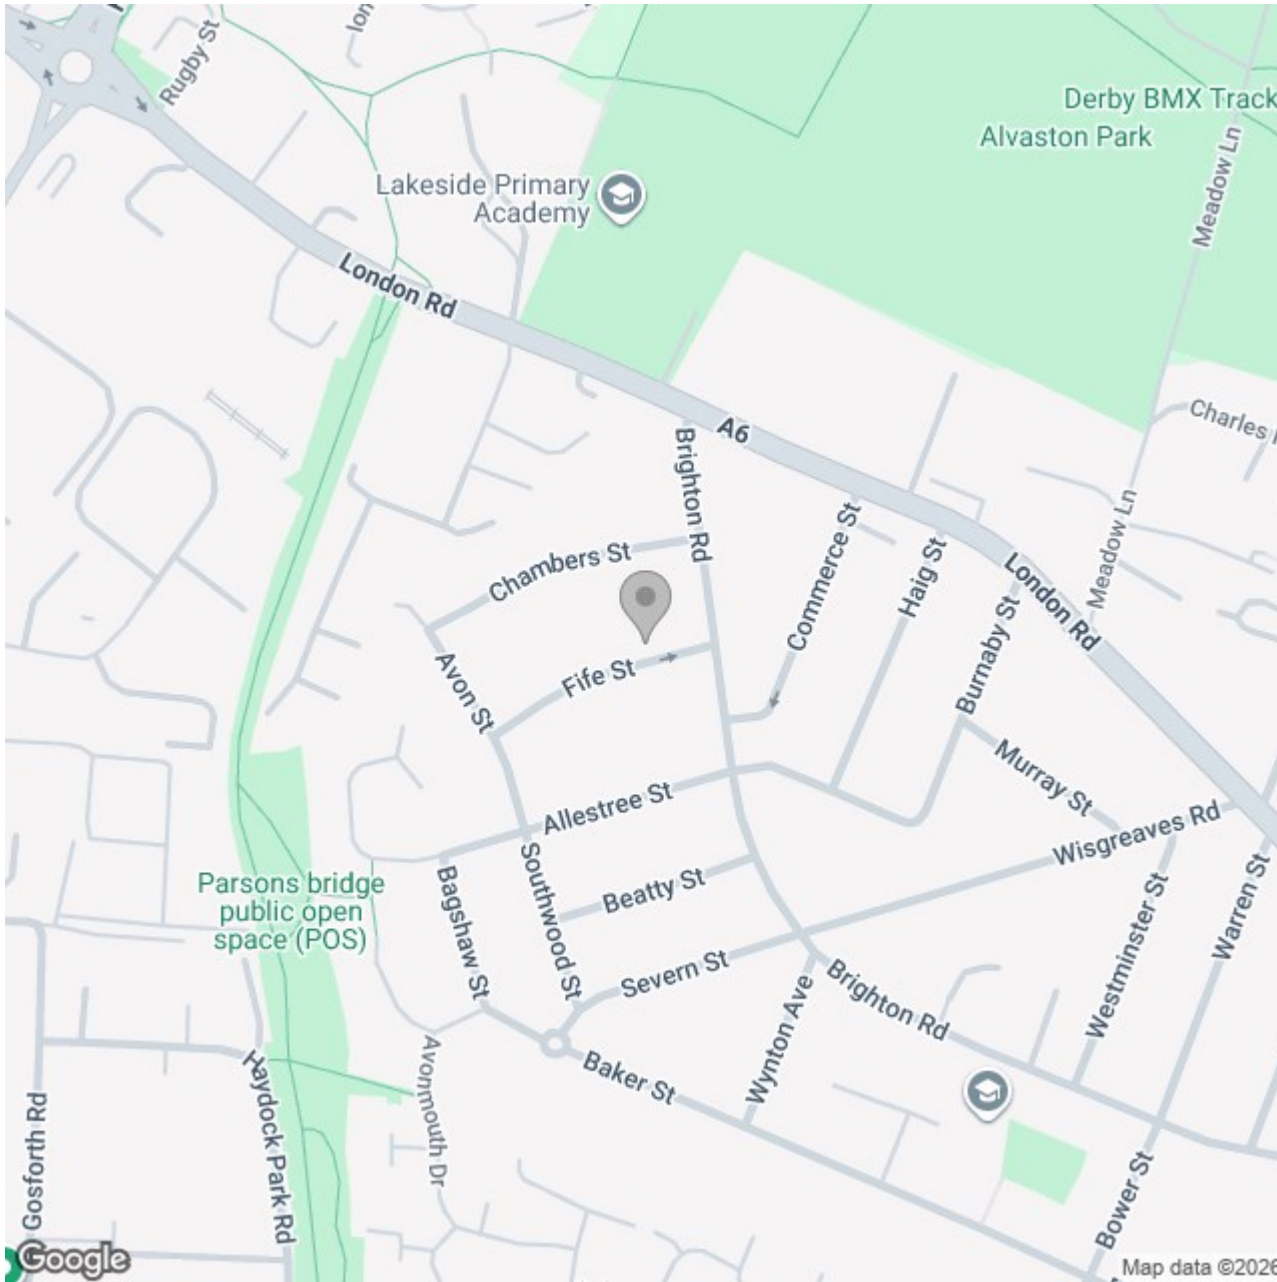 Rugby St
Derby BMX Track
Alvaston Park
Meadow Ln
Lakeside Primary
Academy
London Rd
A6
Charles
Brighton Rd
Meadow Ln
Commerce St
Haig St
London Rd
Chambers St
Burnaby St
Fife St
Avon St
Murray St
Allestree St
Wisgreaves Rd
Southwood St
Beatty St
Bagshaw St
Parsons bridge
public open
space (POS)
Westminster St
Warren St
Severn St
Brighton Rd
Wynton Ave
Avonmouth Dr
Baker St
Haydock Park Rd
Gosforth Rd
Bower St
Google
Map data ©2026